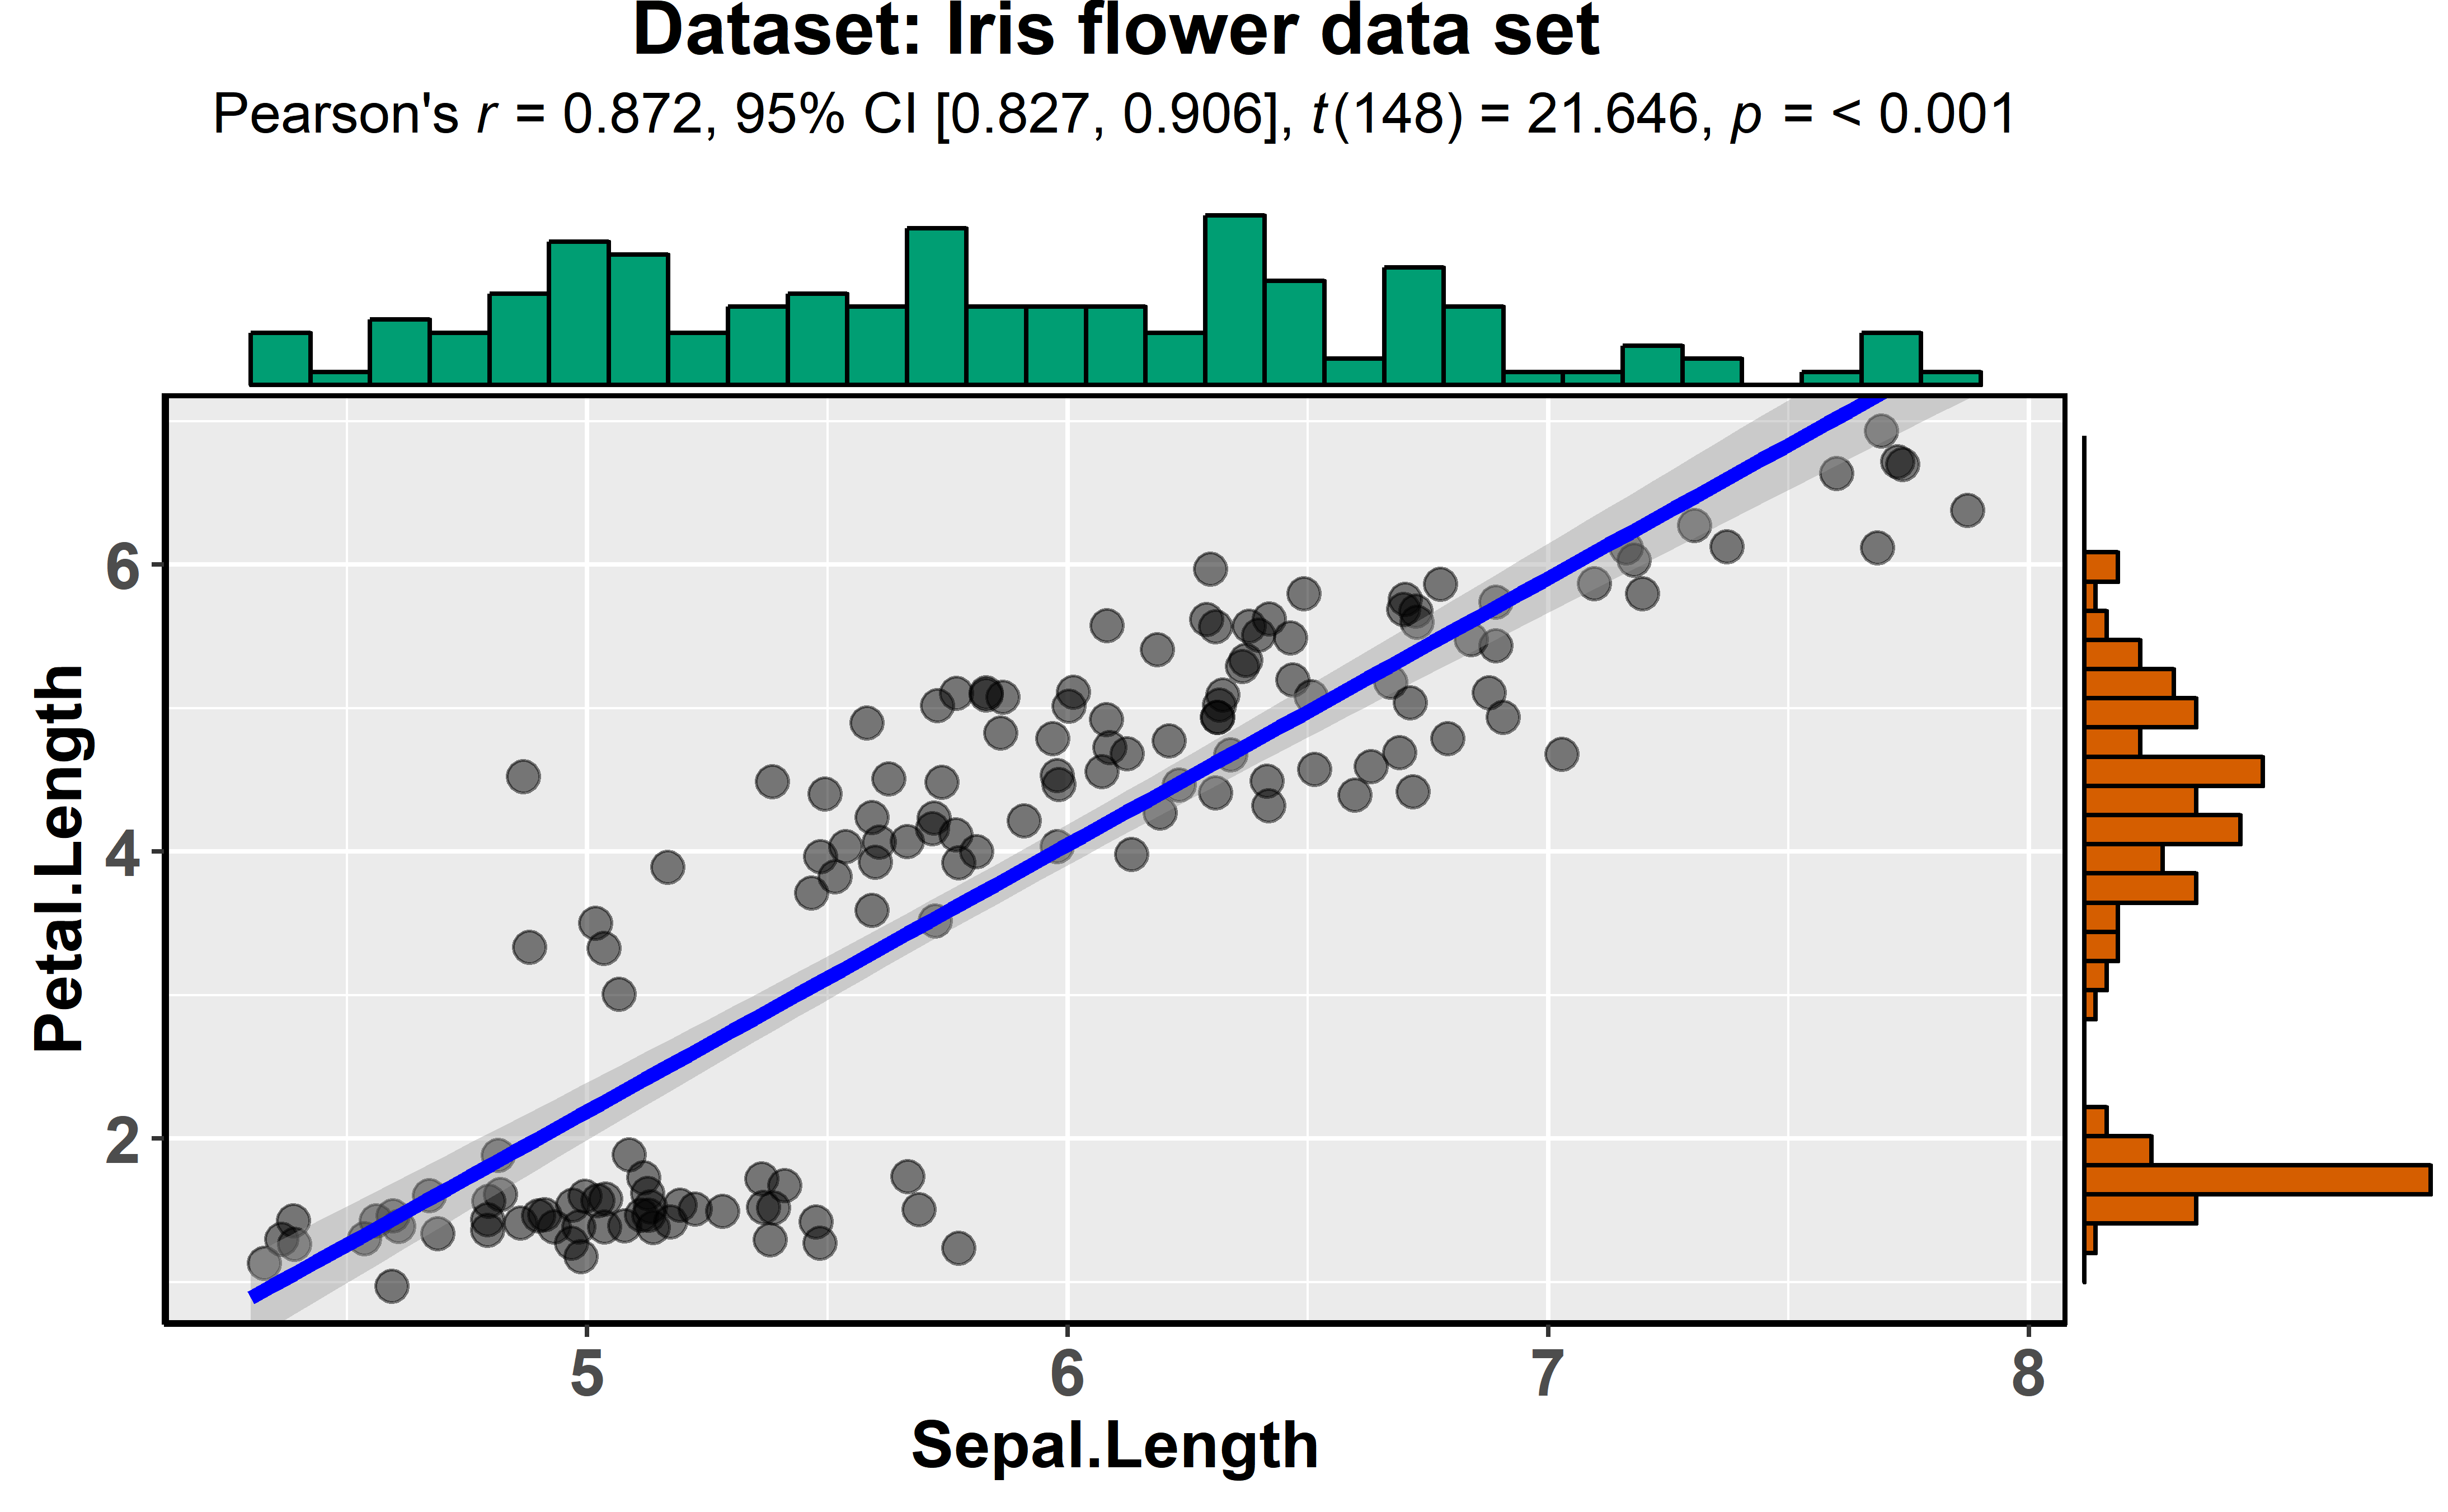 Dataset: Iris flower data set
Pearson's r = 0.872, 95% CI [0.827, 0.906], t(148) = 21.646, p = < 0.001
6
4
2
Petal.Length
5 6 7 8
Sepal.Length